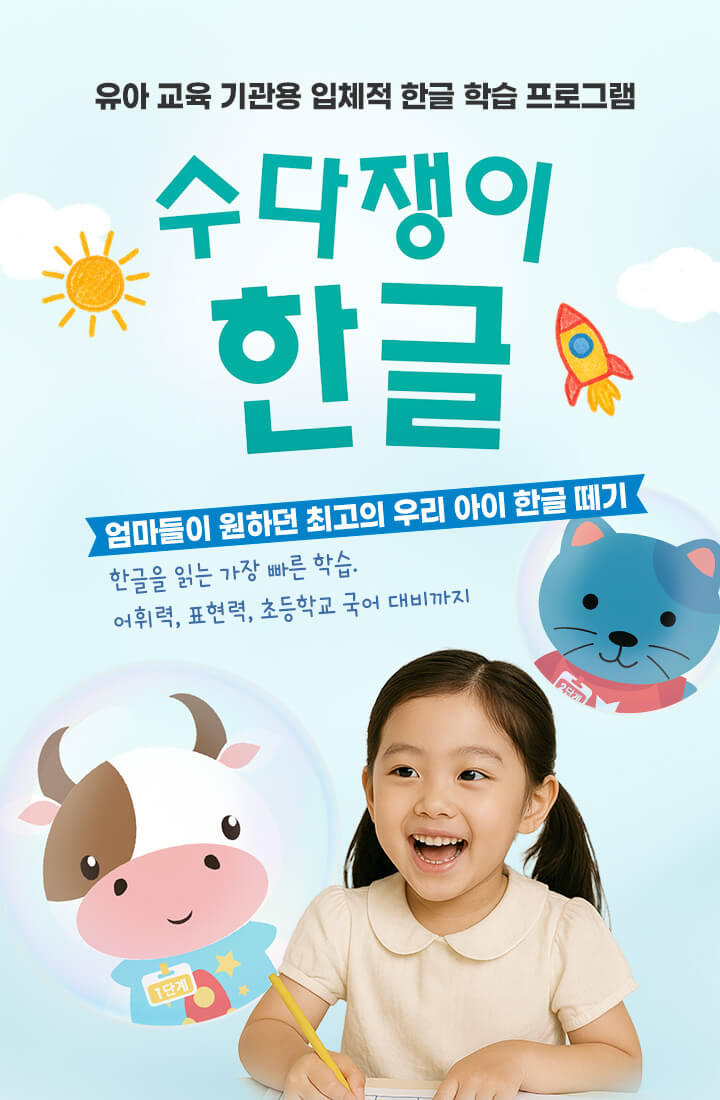 유아 교육 기관용 입체적 한글 학습 프로그램
수다쟁이
한글
엄마들이 원하던 최고의 우리 아이 한글 떼기
한글을 읽는 가장 빠른 학습.
어휘력, 표현력, 초등학교 국어 대비까지
2단계
1단계